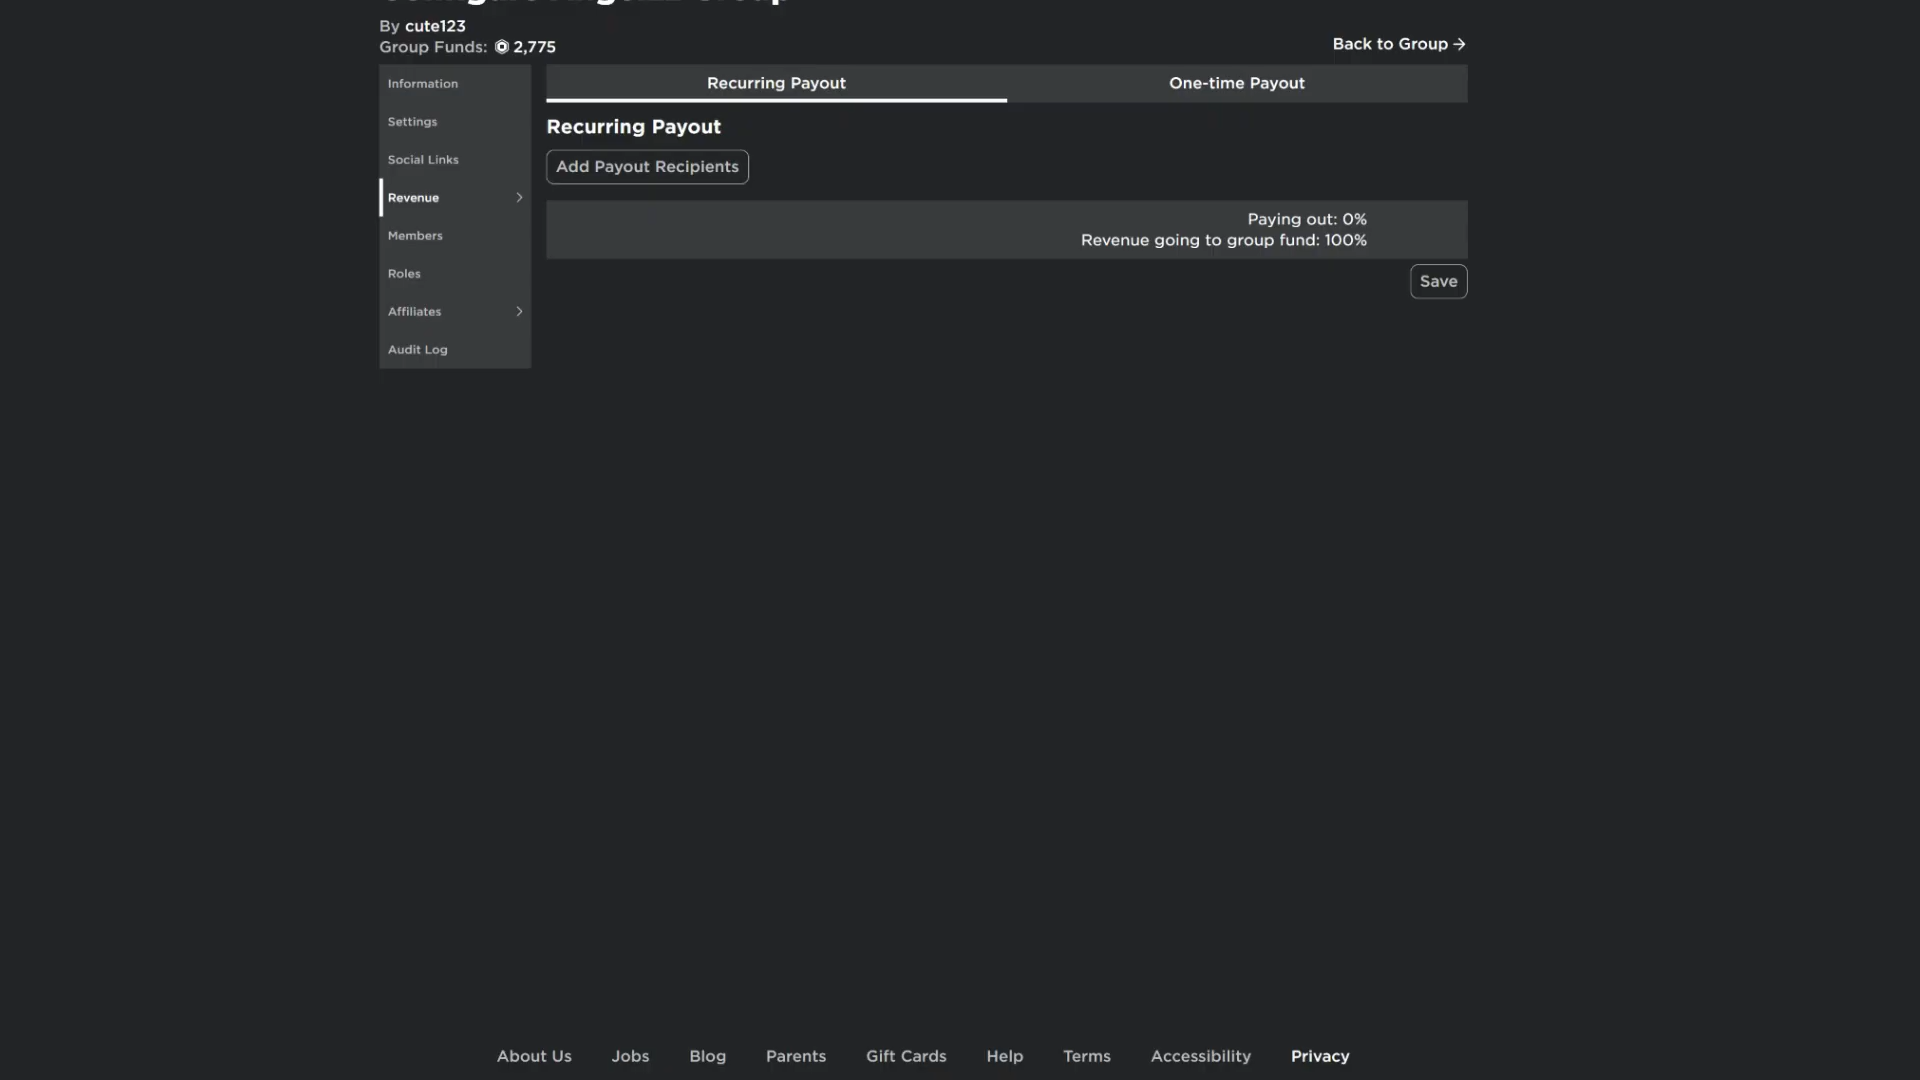 By cute123
Group Funds: 2,775
Back to Group →
Information
Settings
Social Links
Revenue
Members
Roles
Affiliates
Audit Log
Recurring Payout
One-time Payout
Recurring Payout
Add Payout Recipients
Paying out: 0%
Revenue going to group fund: 100%
Save
About Us
Jobs
Blog
Parents
Gift Cards
Help
Terms
Accessibility
Privacy